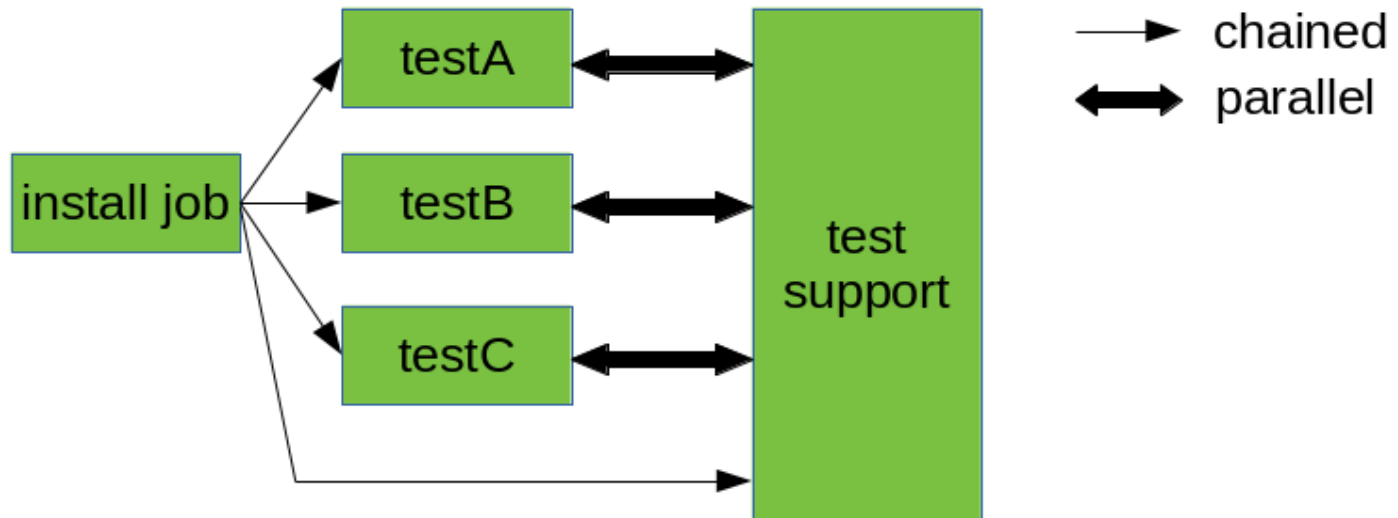 testA
chained
parallel
install job
testB
test
support
testC